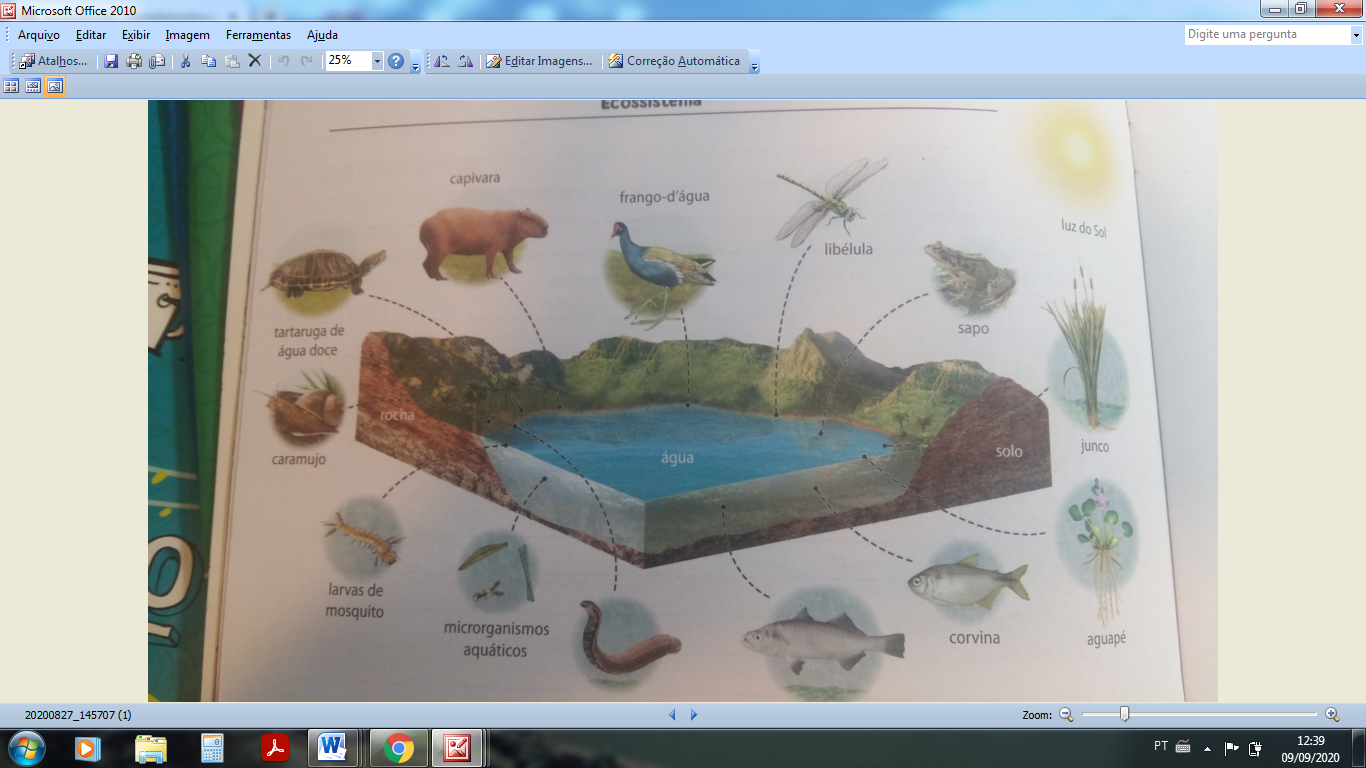 Microsoft Office 2010
Arquivo Editar Exibir Imagem Ferramentas Ajuda
Digite uma pergunta
Atalhos... 25% Editar Imagens... Correção Automática
Ecossistema
capivara
frango-d'água
libélula
luz do Sol
tartaruga de
água doce
sapo
caramujo
rocha
água
solo
junco
larvas de
mosquito
microrganismos
aquáticos
corvina
aguapé
20200827_145707 (1)
Zoom:
PT
12:39
09/09/2020